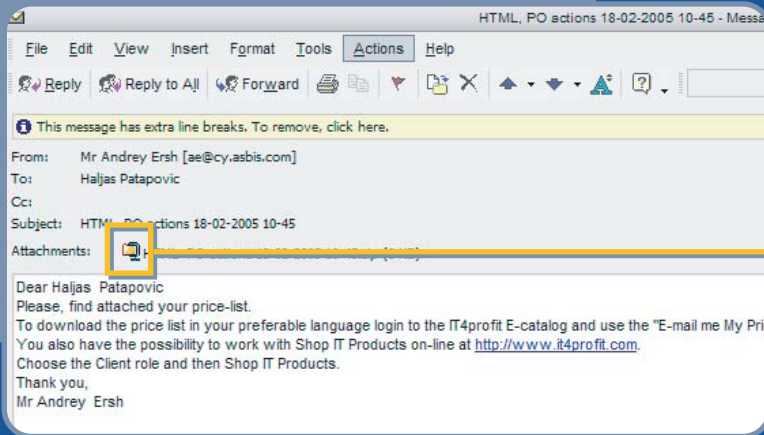 HTML, PO actions 18-02-2005 10-45 - Messa
File Edit View Insert Format Tools Actions Help
Reply Reply to All Forward
This message has extra line breaks. To remove, click here.
From: Mr Andrey Ersh [ae@cy.asbis.com]
To: Haljas Patapovic
Cc:
Subject: HTML, PO actions 18-02-2005 10-45
Attachments:
Dear Haljas Patapovic
Please, find attached your price-list.
To download the price list in your preferable language login to the IT4profit E-catalog and use the "E-mail me My Pri
You also have the possibility to work with Shop IT Products on-line at http://www.it4profit.com.
Choose the Client role and then Shop IT Products.
Thank you,
Mr Andrey Ersh